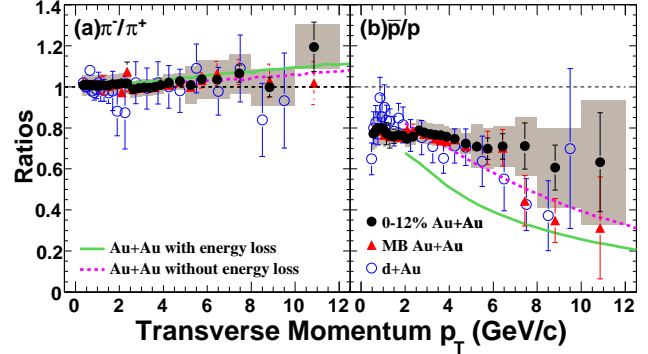 (a)π⁻/π⁺
(b)p̅/p
1.4
1.2
1.0
0.8
0.6
0.4
0.2
0
Ratios
Au+Au with energy loss
Au+Au without energy loss
0-12% Au+Au
MB Au+Au
d+Au
0 2 4 6 8 10 12
0 2 4 6 8 10 12
Transverse Momentum p_T (GeV/c)